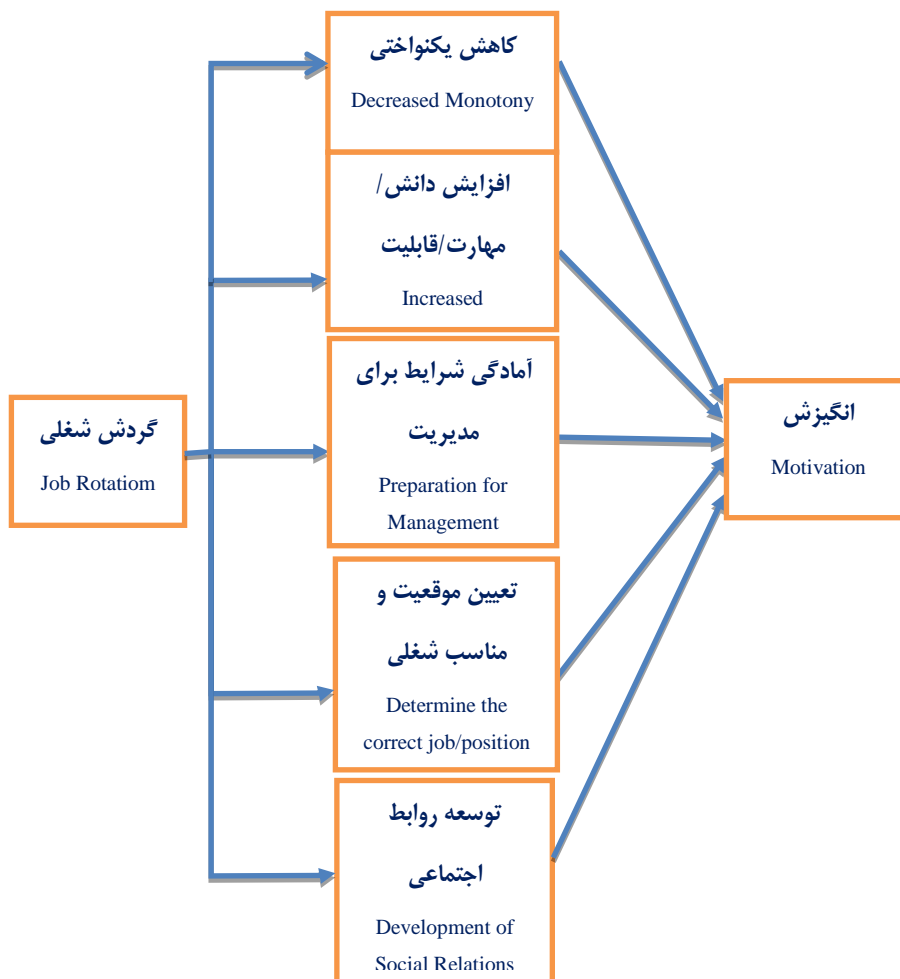 کاهش یکنواختی
Decreased Monotony
افزایش دانش/
مهارت/قابلیت
Increased
آمادگی شرایط برای
مدیریت
Preparation for
Management
گردش شغلی
Job Rotatiom
انگیزش
Motivation
تعیین موقعیت و
مناسب شغلی
Determine the
correct job/position
توسعه روابط
اجتماعی
Development of
Social Relations